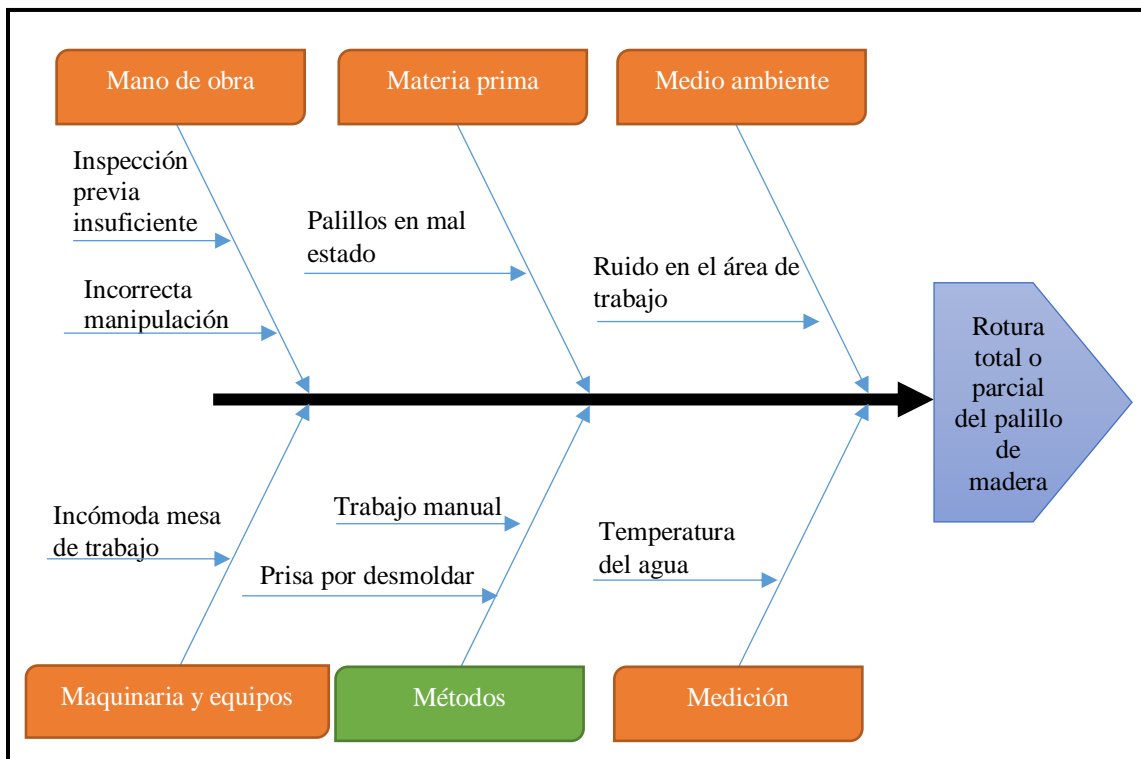 Mano de obra
Materia prima
Medio ambiente
Inspección
previa
insuficiente
Incorrecta
manipulación
Palillos en mal
estado
Ruido en el área de
trabajo
Rotura
total o
parcial
del palillo
de
madera
Incómoda mesa
de trabajo
Trabajo manual
Prisa por desmoldar
Temperatura
del agua
Maquinaria y equipos
Métodos
Medición